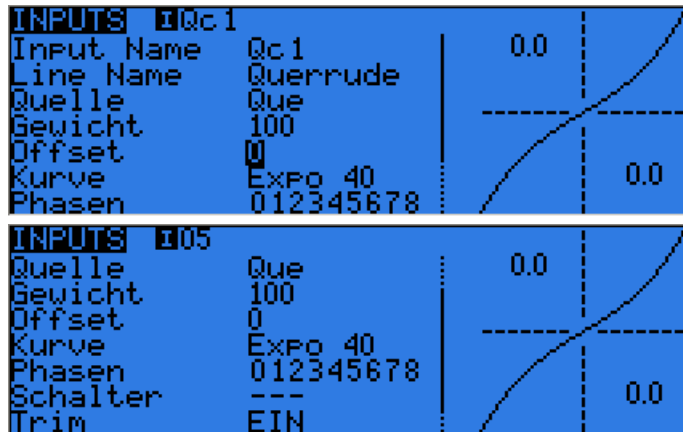 INPUTS IQc1
Input Name Qc1 0.0
Line Name Querrude
Quelle Que
Gewicht 100
Offset 0
Kurve Expo 40 0.0
Phasen 012345678
INPUTS I05
Quelle Que 0.0
Gewicht 100
Offset 0
Kurve Expo 40
Phasen 012345678
Schalter --- 0.0
Trim EIN